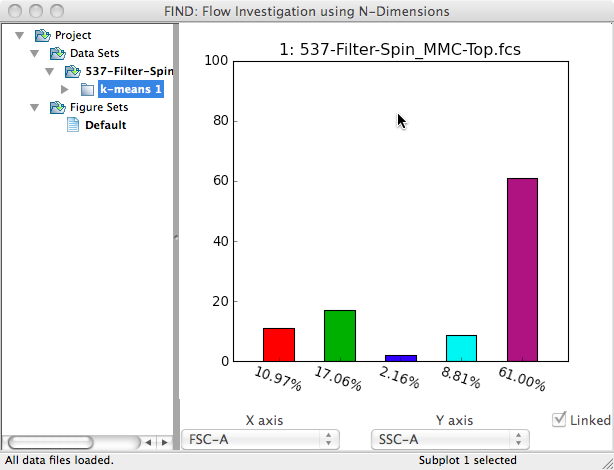 FIND: Flow Investigation using N-Dimensions
Project
Data Sets
537-Filter-Spin
k-means 1
Figure Sets
Default
1: 537-Filter-Spin_MMC-Top.fcs
100
80
60
40
20
0
10.97% 17.06% 2.16% 8.81% 61.00%
X axis Y axis Linked
FSC-A SSC-A
All data files loaded. Subplot 1 selected